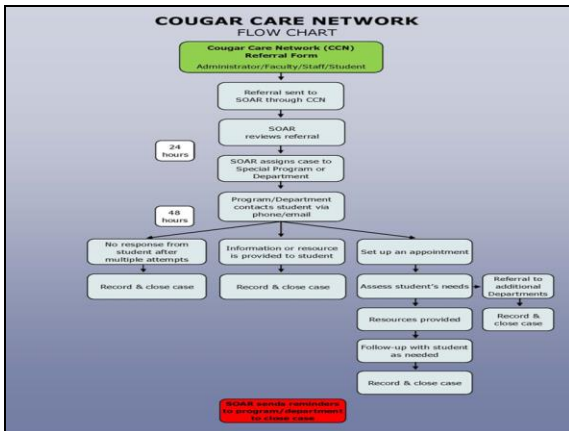 COUGAR CARE NETWORK
FLOW CHART
Cougar Care Network (CCN)
Referral Form
Administrator/Faculty/Staff/Student
Referral sent to
SOAR through CCN
SOAR
reviews referral
24
hours
SOAR assigns case to
Special Program or
Department
48
hours
Program/Department
contacts student via
phone/email
No response from
student after
multiple attempts
Record & close case
Information or resource
is provided to student
Record & close case
Set up an appointment
Assess student's needs
Referral to
additional
Departments
Record &
close case
Resources provided
Follow-up with student
as needed
Record & close case
SOAR sends reminders
to program/department
to close case